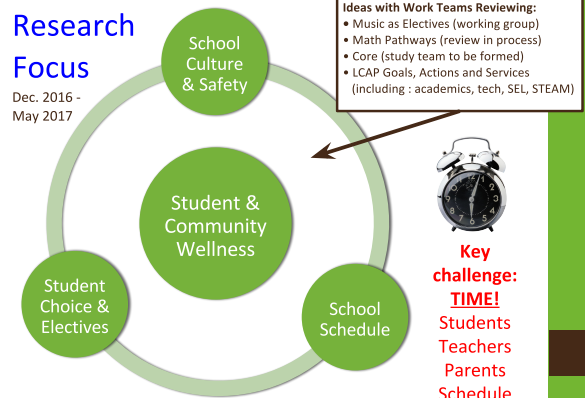 Research
Focus
Dec. 2016 -
May 2017
School
Culture
& Safety
Ideas with Work Teams Reviewing:
• Music as Electives (working group)
• Math Pathways (review in process)
• Core (study team to be formed)
• LCAP Goals, Actions and Services
(including : academics, tech, SEL, STEAM)
Student &
Community
Wellness
Student
Choice &
Electives
School
Schedule
Key
challenge:
TIME!
Students
Teachers
Parents
Schedule